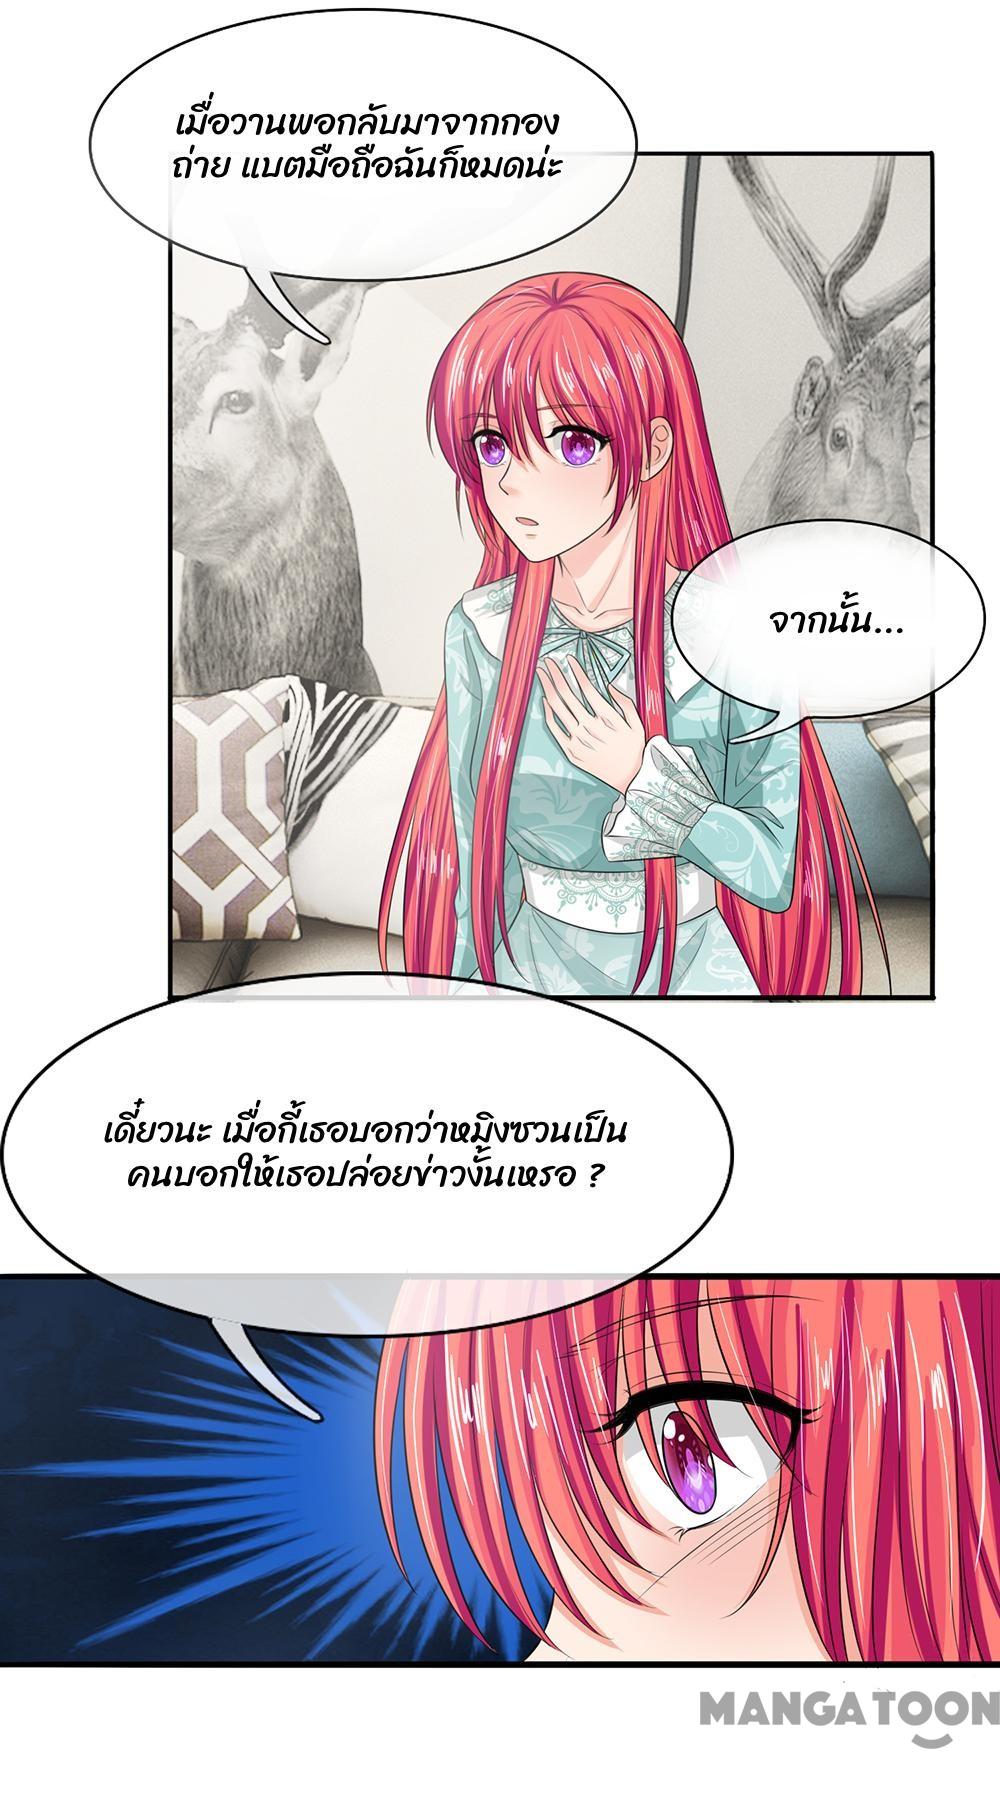 เมื่อวานพอกลับมาจากกอง
ถ่าย แบตมือถือฉันก็หมดน่ะ
จากนั้น...
เดี๋ยวนะ เมื่อกี้เธอบอกว่าหมิงซวนเป็น
คนบอกให้เธอปล่อยข่าวงั้นเหรอ ?
MANGATOON